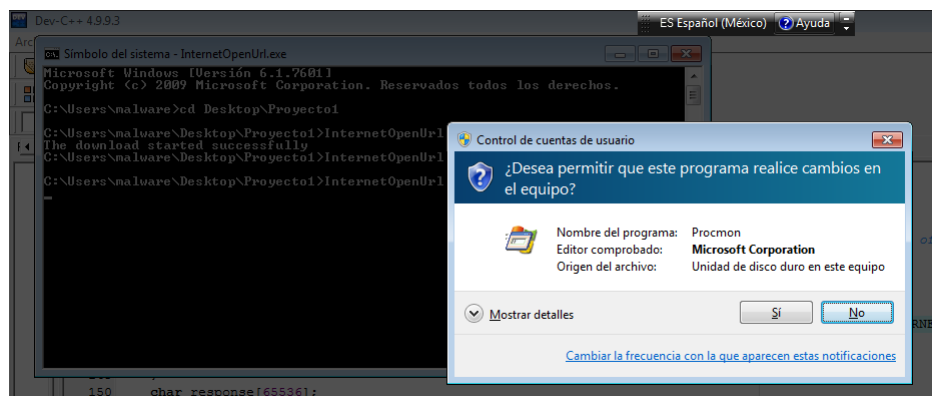 Dev-C++ 4.9.9.3
ES Español (México) Ayuda
Arc
Símbolo del sistema - InternetOpenUrl.exe
Microsoft Windows [Versión 6.1.7601]
Copyright (c) 2009 Microsoft Corporation. Reservados todos los derechos.
C:\Users\malware>cd Desktop\Proyecto1
C:\Users\malware\Desktop\Proyecto1>InternetOpenUrl
The download started successfully
C:\Users\malware\Desktop\Proyecto1>InternetOpenUrl
C:\Users\malware\Desktop\Proyecto1>InternetOpenUrl
Control de cuentas de usuario
¿Desea permitir que este programa realice cambios en
el equipo?
Nombre del programa: Procmon
Editor comprobado: Microsoft Corporation
Origen del archivo: Unidad de disco duro en este equipo
Mostrar detalles
Sí
No
Cambiar la frecuencia con la que aparecen estas notificaciones
150 char response[65536];